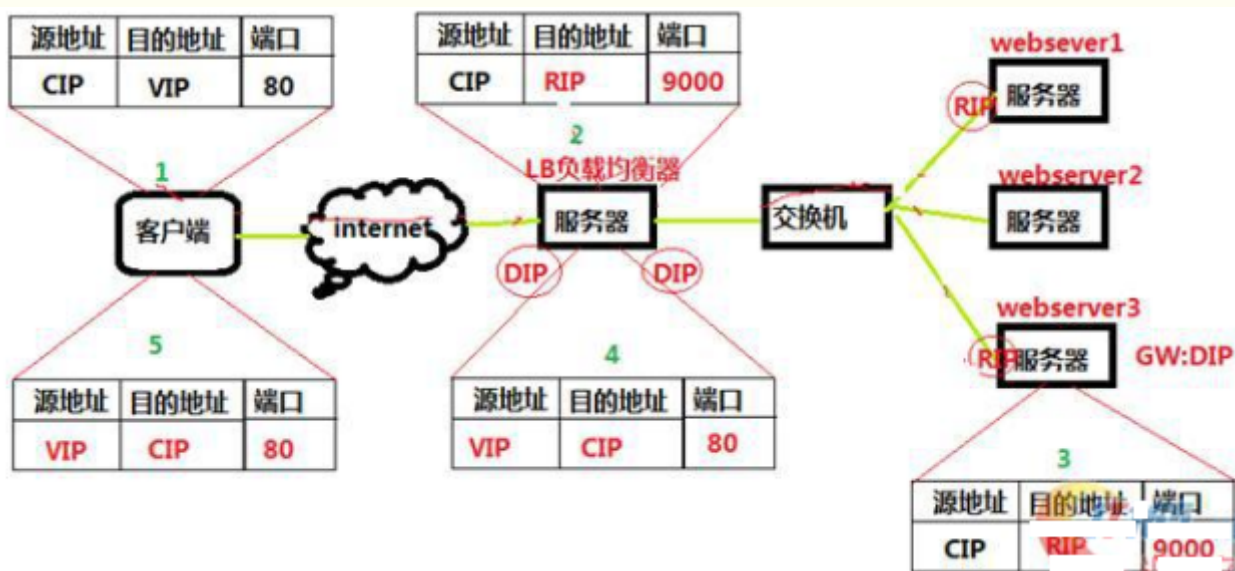 源地址 目的地址 端口
CIP VIP 80
源地址 目的地址 端口
CIP RIP 9000
1
2
LB负载均衡器
客户端
internet
服务器
DIP DIP
交换机
websever1
RIP 服务器
webserver2
服务器
webserver3
RIP 服务器
GW:DIP
5
源地址 目的地址 端口
VIP CIP 80
4
源地址 目的地址 端口
VIP CIP 80
3
源地址 目的地址 端口
CIP RIP 9000